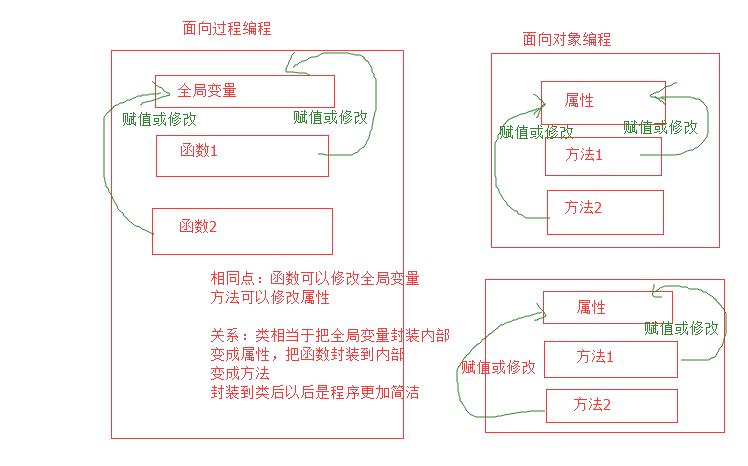 面向过程编程
全局变量
赋值或修改
赋值或修改
函数1
函数2
相同点：函数可以修改全局变量
方法可以修改属性
关系：类相当于把全局变量封装内部
变成属性，把函数封装到内部
变成方法
封装到类后以后是程序更加简洁
面向对象编程
属性
赋值或修改
赋值或修改
方法1
方法2
属性
赋值或修改
方法1
赋值或修改
方法2